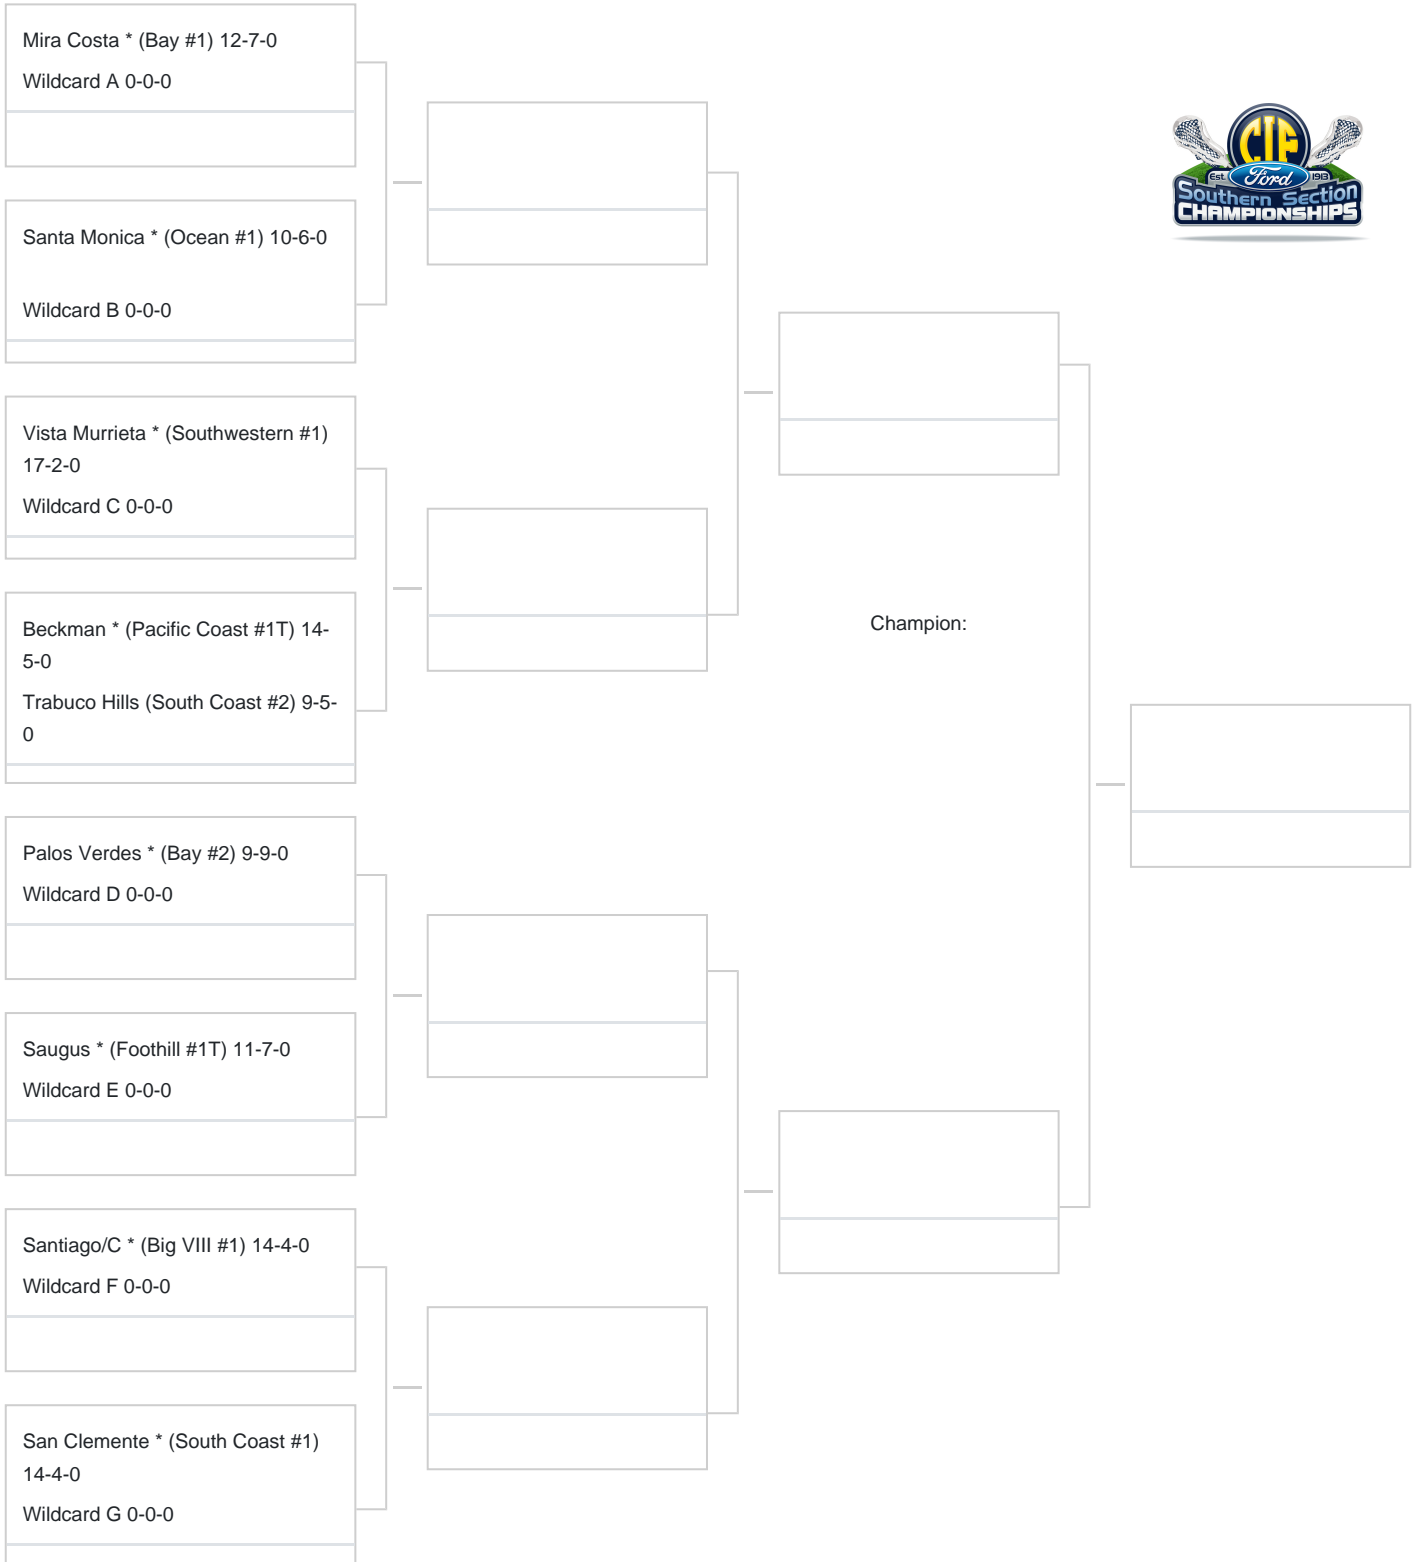 Mira Costa * (Bay #1) 12-7-0
Wildcard A 0-0-0
CIF
Est. Ford 1913
Southern Section
CHAMPIONSHIPS
Santa Monica * (Ocean #1) 10-6-0
Wildcard B 0-0-0
Vista Murrieta * (Southwestern #1)
17-2-0
Wildcard C 0-0-0
Beckman * (Pacific Coast #1T) 14-
5-0
Trabuco Hills (South Coast #2) 9-5-
0
Champion:
Palos Verdes * (Bay #2) 9-9-0
Wildcard D 0-0-0
Saugus * (Foothill #1T) 11-7-0
Wildcard E 0-0-0
Santiago/C * (Big VIII #1) 14-4-0
Wildcard F 0-0-0
San Clemente * (South Coast #1)
14-4-0
Wildcard G 0-0-0